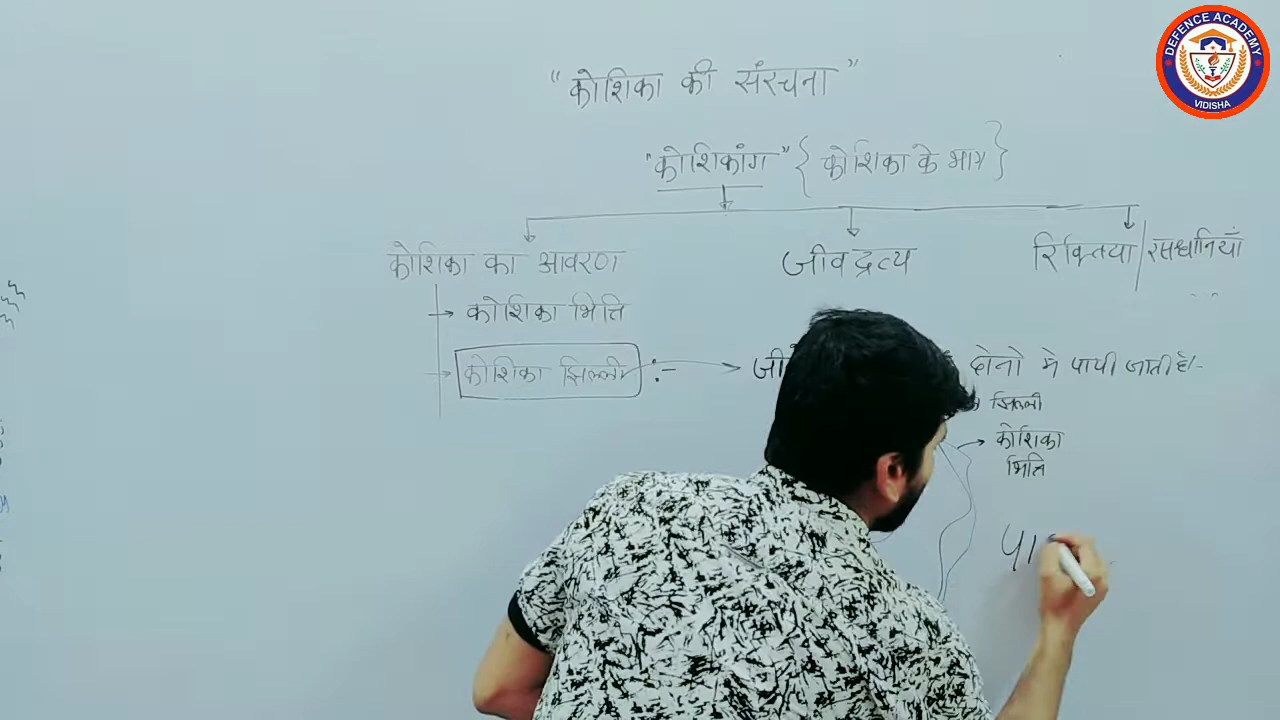 DEFENCE ACADEMY
VIDISHA
"कोशिका की संरचना"
"कोशिकांग" { कोशिका के भाग }
कोशिका का आवरण जीवद्रव्य रिक्तिया/रसधानियाँ
→ कोशिका भित्ति
→ कोशिका झिल्ली :- → दोनो मे पायी जाती है।-
झिल्ली
→ कोशिका
भित्ति